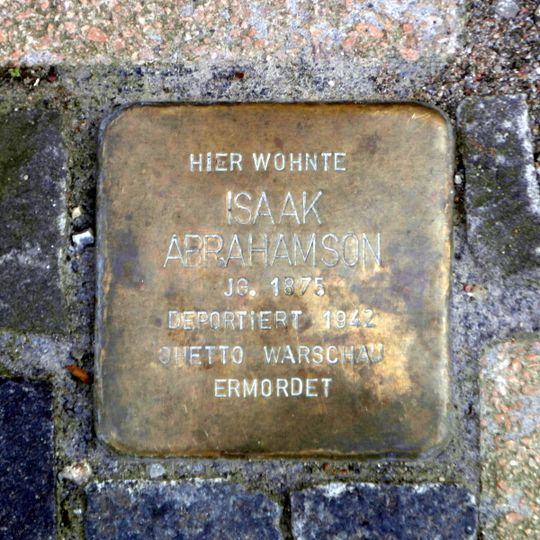 HIER WOHNTE
ISAAK
ABRAHAMSON
JG. 1875
DEPORTIERT 1942
GHETTO WARSCHAU
ERMORDET